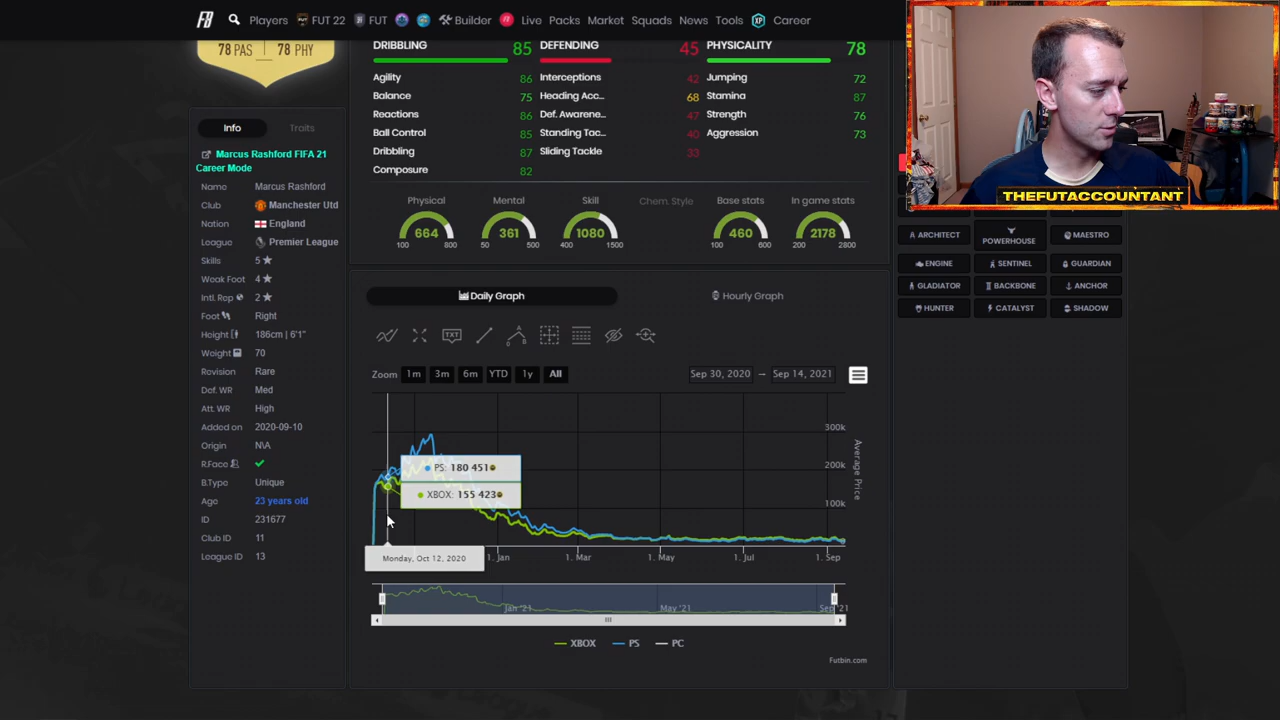 F8 Players FUT 22 FUT Builder Live Packs Market Squads News Tools XP Career
78 PAS 78 PHY
DRIBBLING 85 DEFENDING 45 PHYSICALITY 78
Agility 86 Interceptions 42 Jumping 72
Balance 75 Heading Acc... 68 Stamina 87
Reactions 86 Def. Awarene... 47 Strength 76
Ball Control 85 Standing Tac... 40 Aggression 73
Dribbling 87 Sliding Tackle 33
Composure 82
Info Traits
Marcus Rashford FIFA 21
Career Mode
Name Marcus Rashford
Club Manchester Utd
Nation England
League Premier League
Skills 5
Weak Foot 4
Intl. Rep 2
Foot Right
Height 186cm | 6'1"
Weight 70
Revision Rare
Def. WR Med
Att. WR High
Added on 2020-09-10
Origin N\A
R.Face
B.Type Unique
Age 23 years old
ID 231677
Club ID 11
League ID 13
Physical Mental Skill Chem. Style Base stats In game stats
664 361 1080 460 2178
100 800 50 500 400 1500 100 600 200 2800
Daily Graph Hourly Graph
TXT
Zoom 1m 3m 6m YTD 1y All Sep 30, 2020 → Sep 14, 2021
300k
200k
100k
Average Price
PS: 180 451
XBOX: 155 423
Monday, Oct 12, 2020
1. Jan 1. Mar 1. May 1. Jul 1. Sep
Jan '21 May '21 Sep '21
XBOX PS PC
Futbin.com
THEFUTACCOUNTANT
ARCHITECT POWERHOUSE MAESTRO
ENGINE SENTINEL GUARDIAN
GLADIATOR BACKBONE ANCHOR
HUNTER CATALYST SHADOW